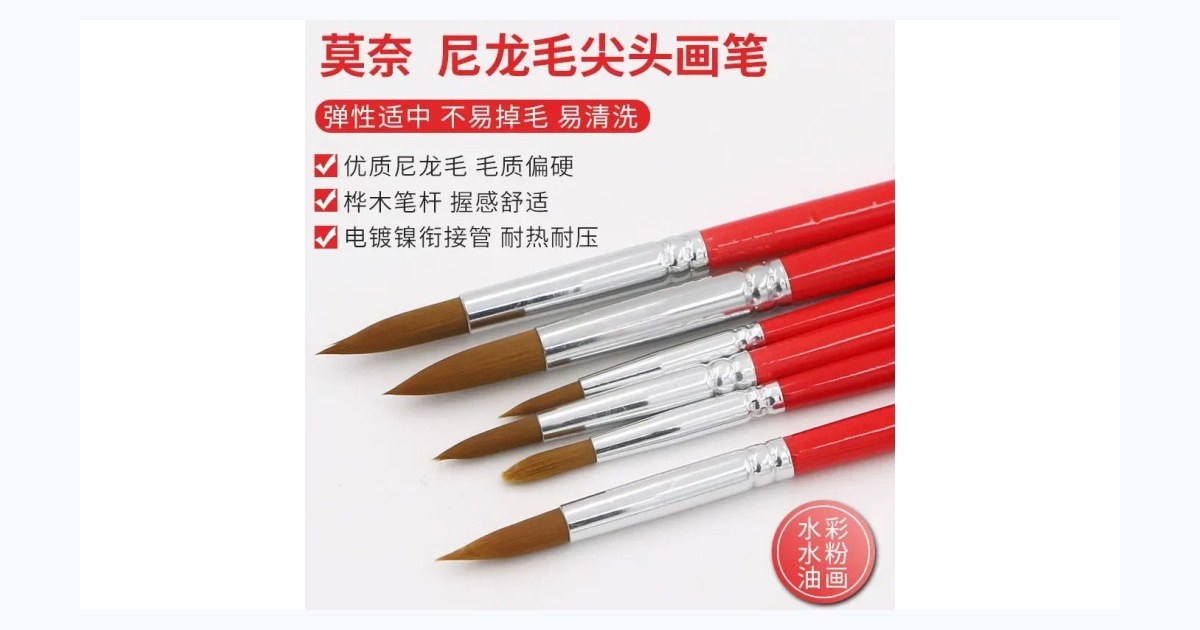 莫奈 尼龙毛尖头画笔
弹性适中 不易掉毛 易清洗
优质尼龙毛 毛质偏硬
桦木笔杆 握感舒适
电镀镍衔接管 耐热耐压
水彩
水粉
油画